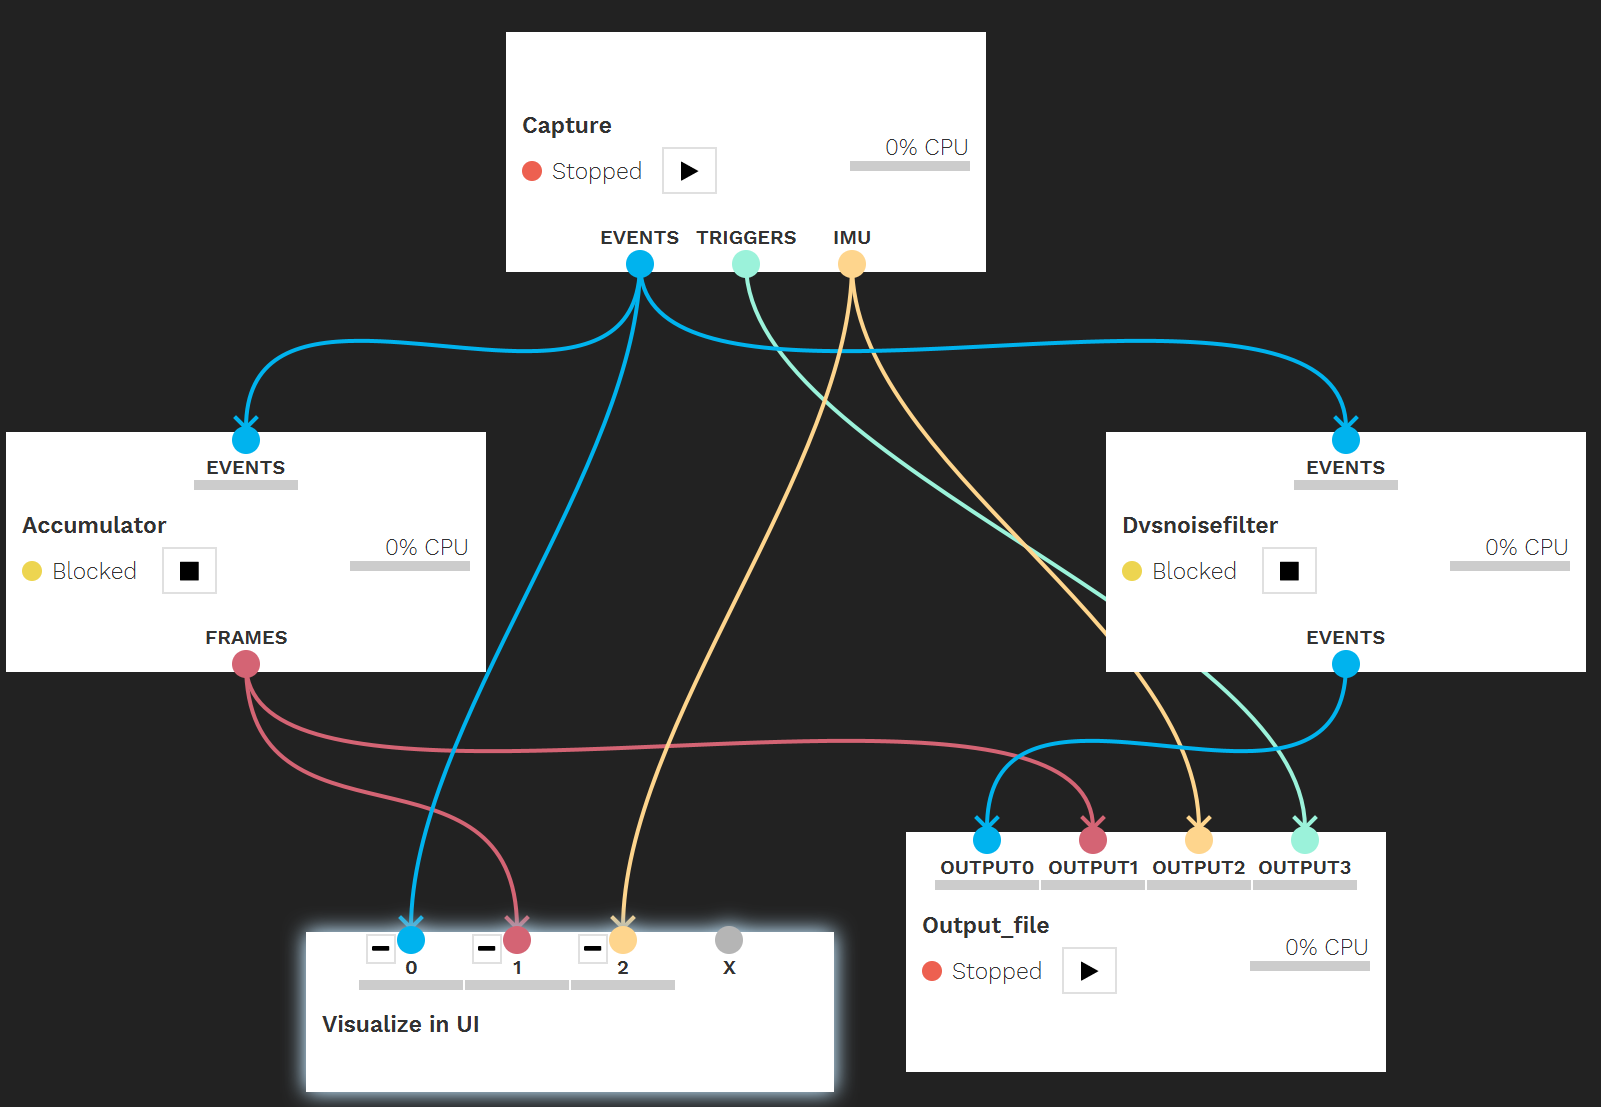 Capture
0% CPU
Stopped
EVENTS TRIGGERS IMU
EVENTS
Accumulator
0% CPU
Blocked
FRAMES
EVENTS
Dvsnoisefilter
0% CPU
Blocked
EVENTS
0 1 2 X
Visualize in UI
OUTPUT0 OUTPUT1 OUTPUT2 OUTPUT3
Output_file
0% CPU
Stopped